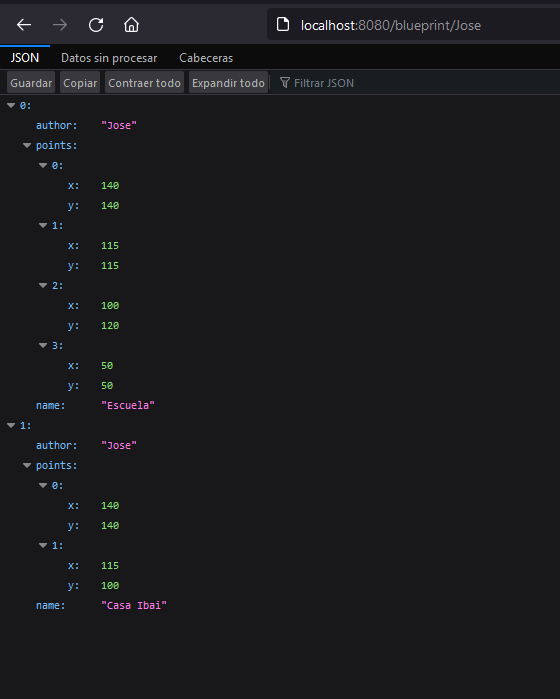 localhost:8080/blueprint/Jose
JSON Datos sin procesar Cabeceras
Guardar Copiar Contraer todo Expandir todo Filtrar JSON
0:
author: "Jose"
points:
0:
x: 140
y: 140
1:
x: 115
y: 115
2:
x: 100
y: 120
3:
x: 50
y: 50
name: "Escuela"
1:
author: "Jose"
points:
0:
x: 140
y: 140
1:
x: 115
y: 100
name: "Casa Ibai"